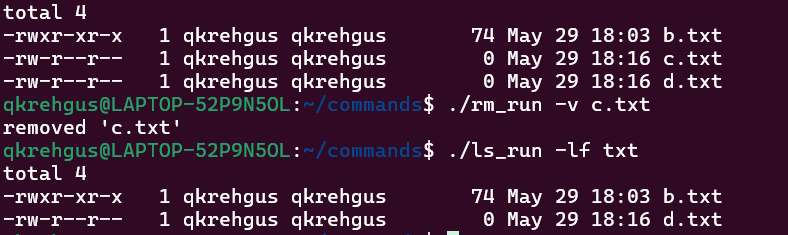 total 4
-rwxr-xr-x   1 qkrehgus qkrehgus         74 May 29 18:03 b.txt
-rw-r--r--   1 qkrehgus qkrehgus          0 May 29 18:16 c.txt
-rw-r--r--   1 qkrehgus qkrehgus          0 May 29 18:16 d.txt
qkrehgus@LAPTOP-52P9N5OL:~/commands$ ./rm_run -v c.txt
removed 'c.txt'
qkrehgus@LAPTOP-52P9N5OL:~/commands$ ./ls_run -lf txt
total 4
-rwxr-xr-x   1 qkrehgus qkrehgus         74 May 29 18:03 b.txt
-rw-r--r--   1 qkrehgus qkrehgus          0 May 29 18:16 d.txt